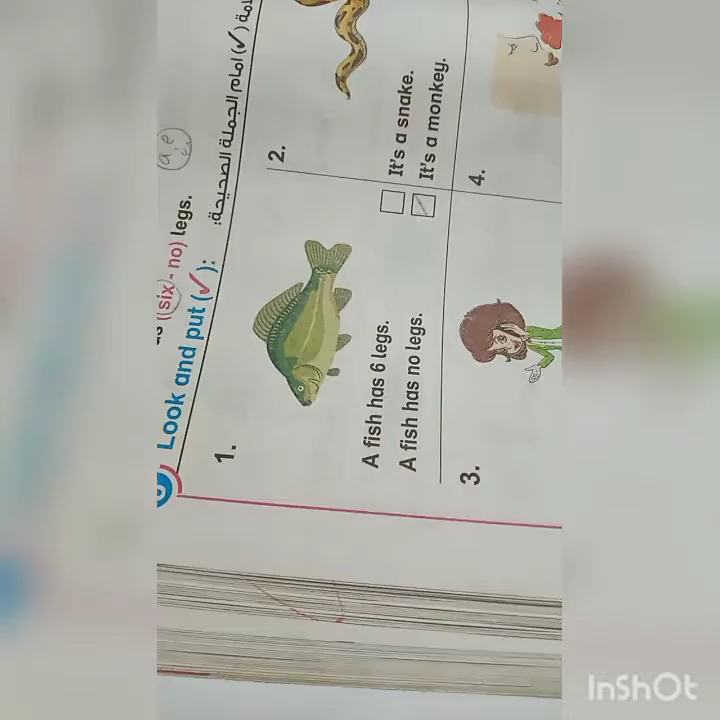 (six - no) legs.
a,e
Look and put (✓):
امام الجملة الصحيحة: (✓)
1.
A fish has 6 legs.
A fish has no legs.
2.
It's a snake.
It's a monkey.
3.
4.
InShOt